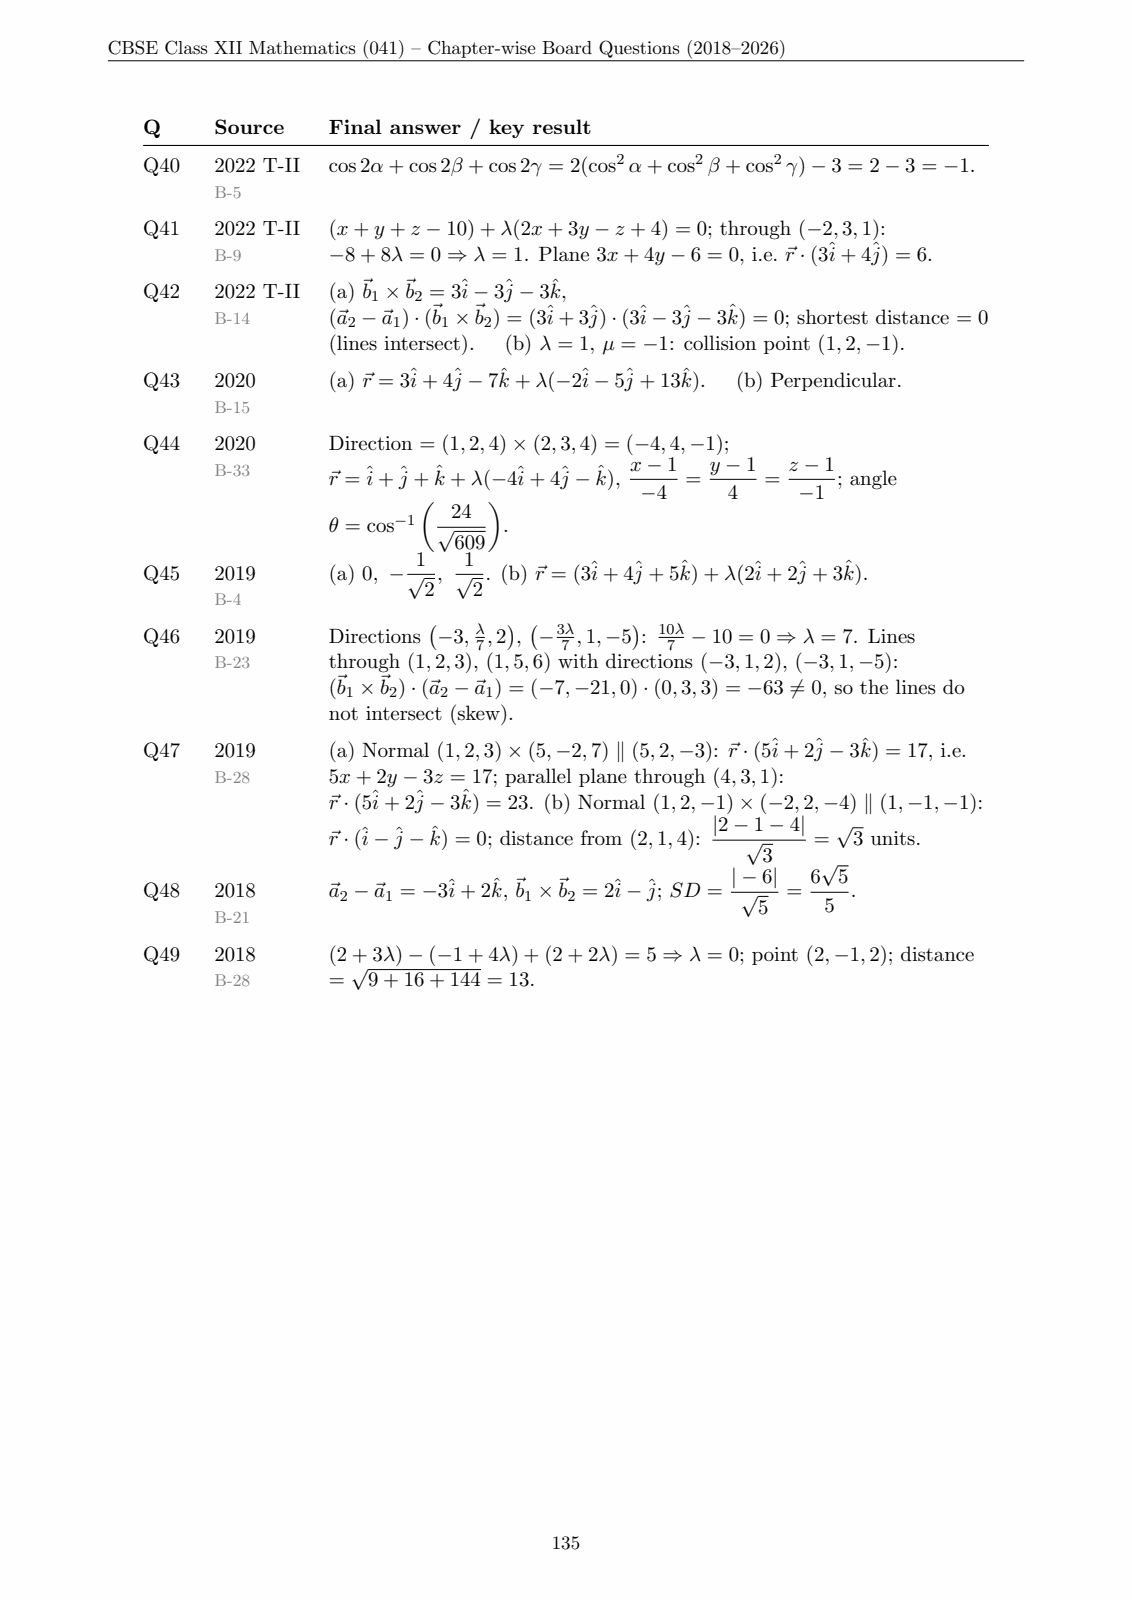 CBSE Class XII Mathematics (041) – Chapter-wise Board Questions (2018–2026)
Q Source Final answer / key result
Q40 2022 T-II cos 2α + cos 2β + cos 2γ = 2(cos² α + cos² β + cos² γ) − 3 = 2 − 3 = −1.
B-5
Q41 2022 T-II (x + y + z − 10) + λ(2x + 3y − z + 4) = 0; through (−2, 3, 1):
B-9 −8 + 8λ = 0 ⇒ λ = 1. Plane 3x + 4y − 6 = 0, i.e. r⃗ · (3î + 4ĵ) = 6.
Q42 2022 T-II (a) b⃗₁ × b⃗₂ = 3î − 3ĵ − 3k̂,
B-14 (a⃗₂ − a⃗₁) · (b⃗₁ × b⃗₂) = (3î + 3ĵ) · (3î − 3ĵ − 3k̂) = 0; shortest distance = 0
(lines intersect). (b) λ = 1, μ = −1: collision point (1, 2, −1).
Q43 2020 (a) r⃗ = 3î + 4ĵ − 7k̂ + λ(−2î − 5ĵ + 13k̂). (b) Perpendicular.
B-15
Q44 2020 Direction = (1, 2, 4) × (2, 3, 4) = (−4, 4, −1);
B-33 r⃗ = î + ĵ + k̂ + λ(−4î + 4ĵ − k̂), (x − 1)/−4 = (y − 1)/4 = (z − 1)/−1; angle
θ = cos⁻¹ (24/√609).
Q45 2019 (a) 0, −1/√2, 1/√2. (b) r⃗ = (3î + 4ĵ + 5k̂) + λ(2î + 2ĵ + 3k̂).
B-4
Q46 2019 Directions (−3, λ/7, 2), (−3λ/7, 1, −5): 10λ/7 − 10 = 0 ⇒ λ = 7. Lines
B-23 through (1, 2, 3), (1, 5, 6) with directions (−3, 1, 2), (−3, 1, −5):
(b⃗₁ × b⃗₂) · (a⃗₂ − a⃗₁) = (−7, −21, 0) · (0, 3, 3) = −63 ≠ 0, so the lines do
not intersect (skew).
Q47 2019 (a) Normal (1, 2, 3) × (5, −2, 7) ∥ (5, 2, −3): r⃗ · (5î + 2ĵ − 3k̂) = 17, i.e.
B-28 5x + 2y − 3z = 17; parallel plane through (4, 3, 1):
r⃗ · (5î + 2ĵ − 3k̂) = 23. (b) Normal (1, 2, −1) × (−2, 2, −4) ∥ (1, −1, −1):
r⃗ · (î − ĵ − k̂) = 0; distance from (2, 1, 4): |2 − 1 − 4|/√3 = √3 units.
Q48 2018 a⃗₂ − a⃗₁ = −3î + 2k̂, b⃗₁ × b⃗₂ = 2î − ĵ; SD = |− 6|/√5 = 6√5/5.
B-21
Q49 2018 (2 + 3λ) − (−1 + 4λ) + (2 + 2λ) = 5 ⇒ λ = 0; point (2, −1, 2); distance
B-28 = √(9 + 16 + 144) = 13.
135